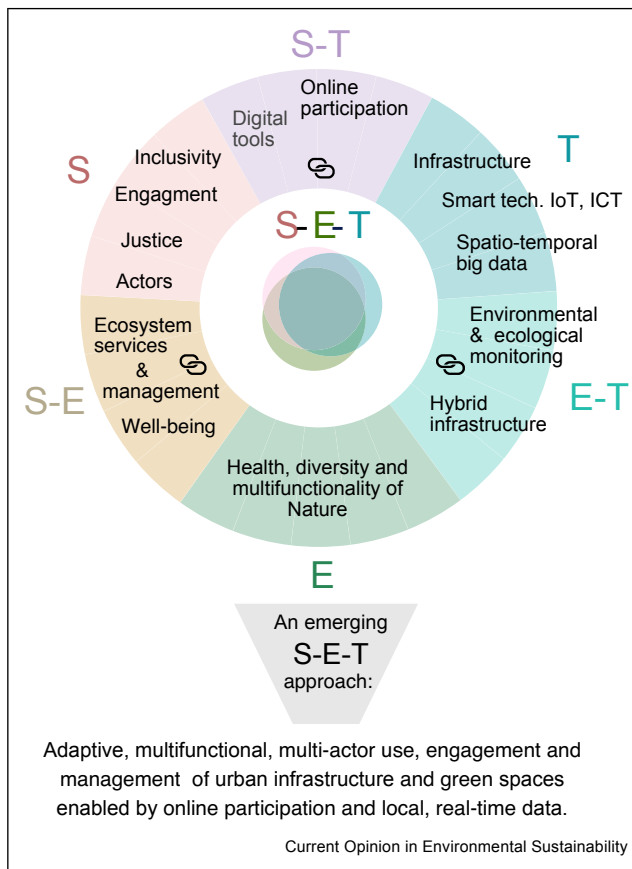 S-T
Online
participation
Digital
tools
S
Inclusivity
Engagment
Justice
Actors
T
Infrastructure
Smart tech. IoT, ICT
Spatio-temporal
big data
S-E-T
S-E
Ecosystem
services
&
management
Well-being
Environmental
& ecological
monitoring
E-T
Hybrid
infrastructure
Health, diversity and
multifunctionality of
Nature
E
An emerging
S-E-T
approach:
Adaptive, multifunctional, multi-actor use, engagement and
management of urban infrastructure and green spaces
enabled by online participation and local, real-time data.
Current Opinion in Environmental Sustainability